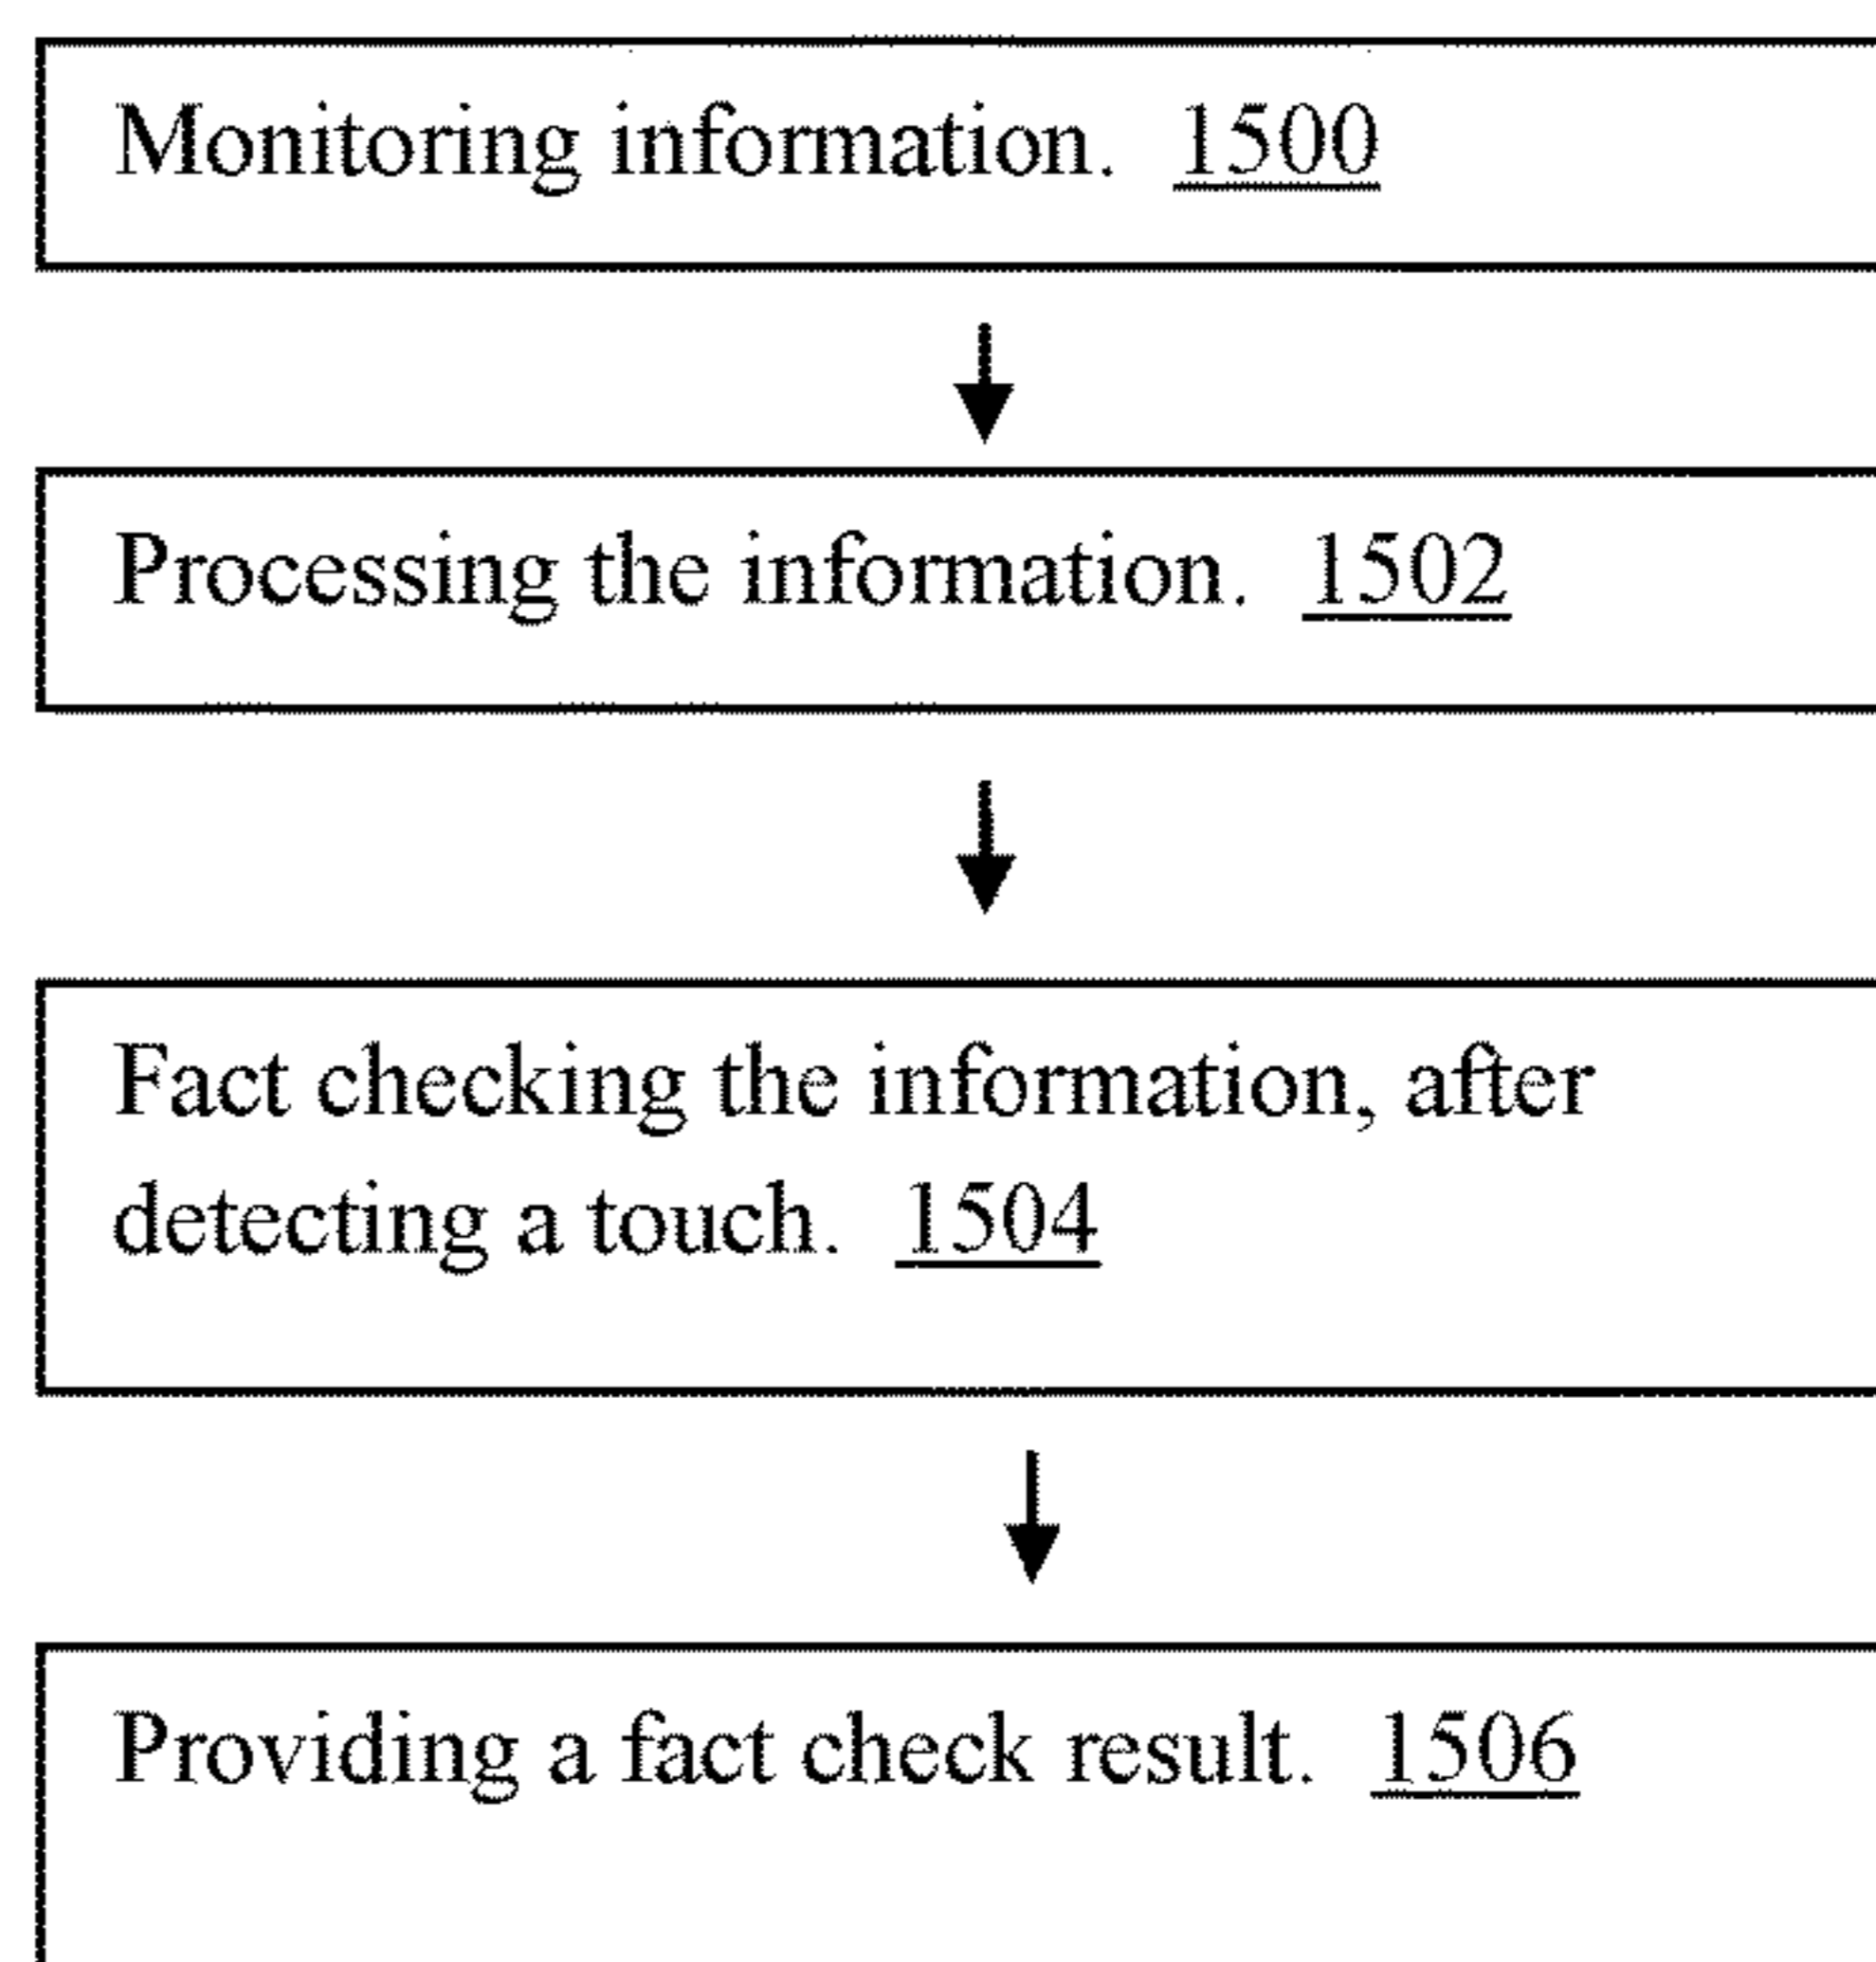 Monitoring information. 1500
Processing the information. 1502
Fact checking the information, after
detecting a touch. 1504
Providing a fact check result. 1506